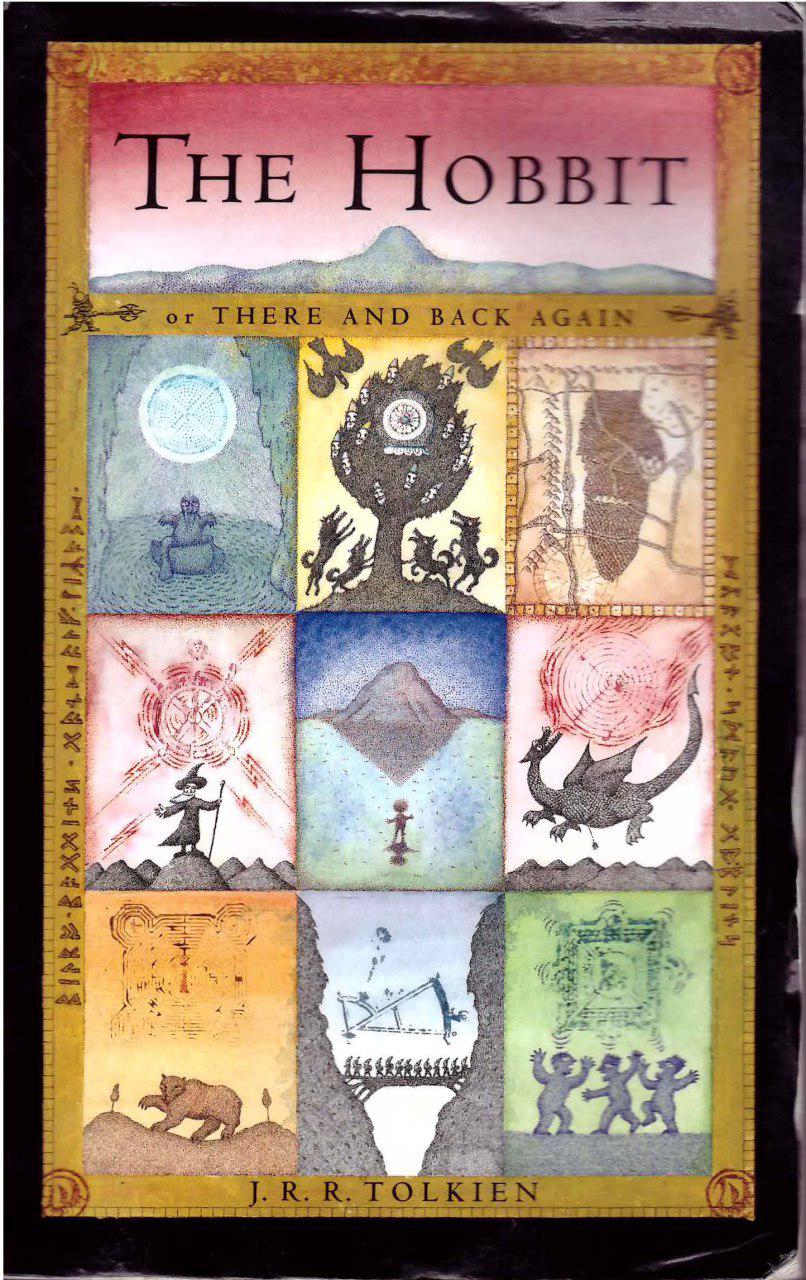 THE HOBBIT
or THERE AND BACK AGAIN
J. R. R. TOLKIEN